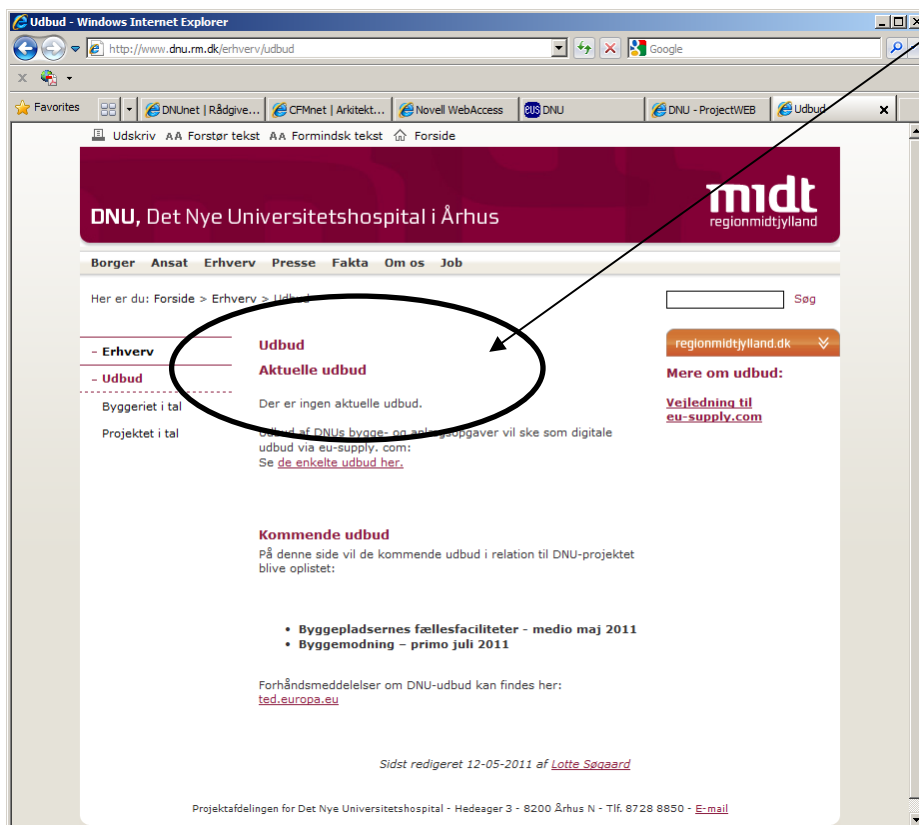 Udbud - Windows Internet Explorer
http://www.dnu.rm.dk/erhverv/udbud
Google
Favorites
DNUnet | Rådgive...
CFMnet | Arkitekt...
Novell WebAccess
eus DNU
DNU - ProjectWEB
Udbud
Udskriv AA Forstør tekst AA Formindsk tekst Forside
DNU, Det Nye Universitetshospital i Århus
midt
regionmidtjylland
Borger Ansat Erhverv Presse Fakta Om os Job
Her er du: Forside > Erhverv > Udbud
Søg
- Erhverv
- Udbud
Byggeriet i tal
Projektet i tal
Udbud
Aktuelle udbud
Der er ingen aktuelle udbud.
Udbud af DNUs bygge- og anlægsopgaver vil ske som digitale
udbud via eu-supply. com:
Se de enkelte udbud her.
regionmidtjylland.dk
Mere om udbud:
Vejledning til
eu-supply.com
Kommende udbud
På denne side vil de kommende udbud i relation til DNU-projektet
blive oplistet:
• Byggepladsernes fællesfaciliteter - medio maj 2011
• Byggemodning – primo juli 2011
Forhåndsmeddelelser om DNU-udbud kan findes her:
ted.europa.eu
Sidst redigeret 12-05-2011 af Lotte Søgaard
Projektafdelingen for Det Nye Universitetshospital - Hedeager 3 - 8200 Århus N - Tlf. 8728 8850 - E-mail